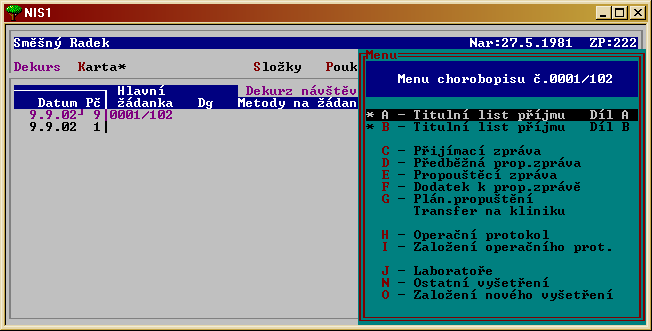 NIS1
Směšný Radek Nar:27.5.1981 ZP:222
Menu
Dekurs Karta* Složky Pouk
Menu chorobopisu č.0001/102
Hlavní Dekurz návštěv
Datum Pč žádanka Dg Metody na žádan
9.9.02┘ 9 0001/102
9.9.02 1
* A - Titulní list příjmu Díl A
* B - Titulní list příjmu Díl B
C - Přijímací zpráva
D - Předběžná prop.zpráva
E - Propouštěcí zpráva
F - Dodatek k prop.zprávě
G - Plán.propuštění
Transfer na kliniku
H - Operační protokol
I - Založení operačního prot.
J - Laboratoře
N - Ostatní vyšetření
O - Založení nového vyšetření